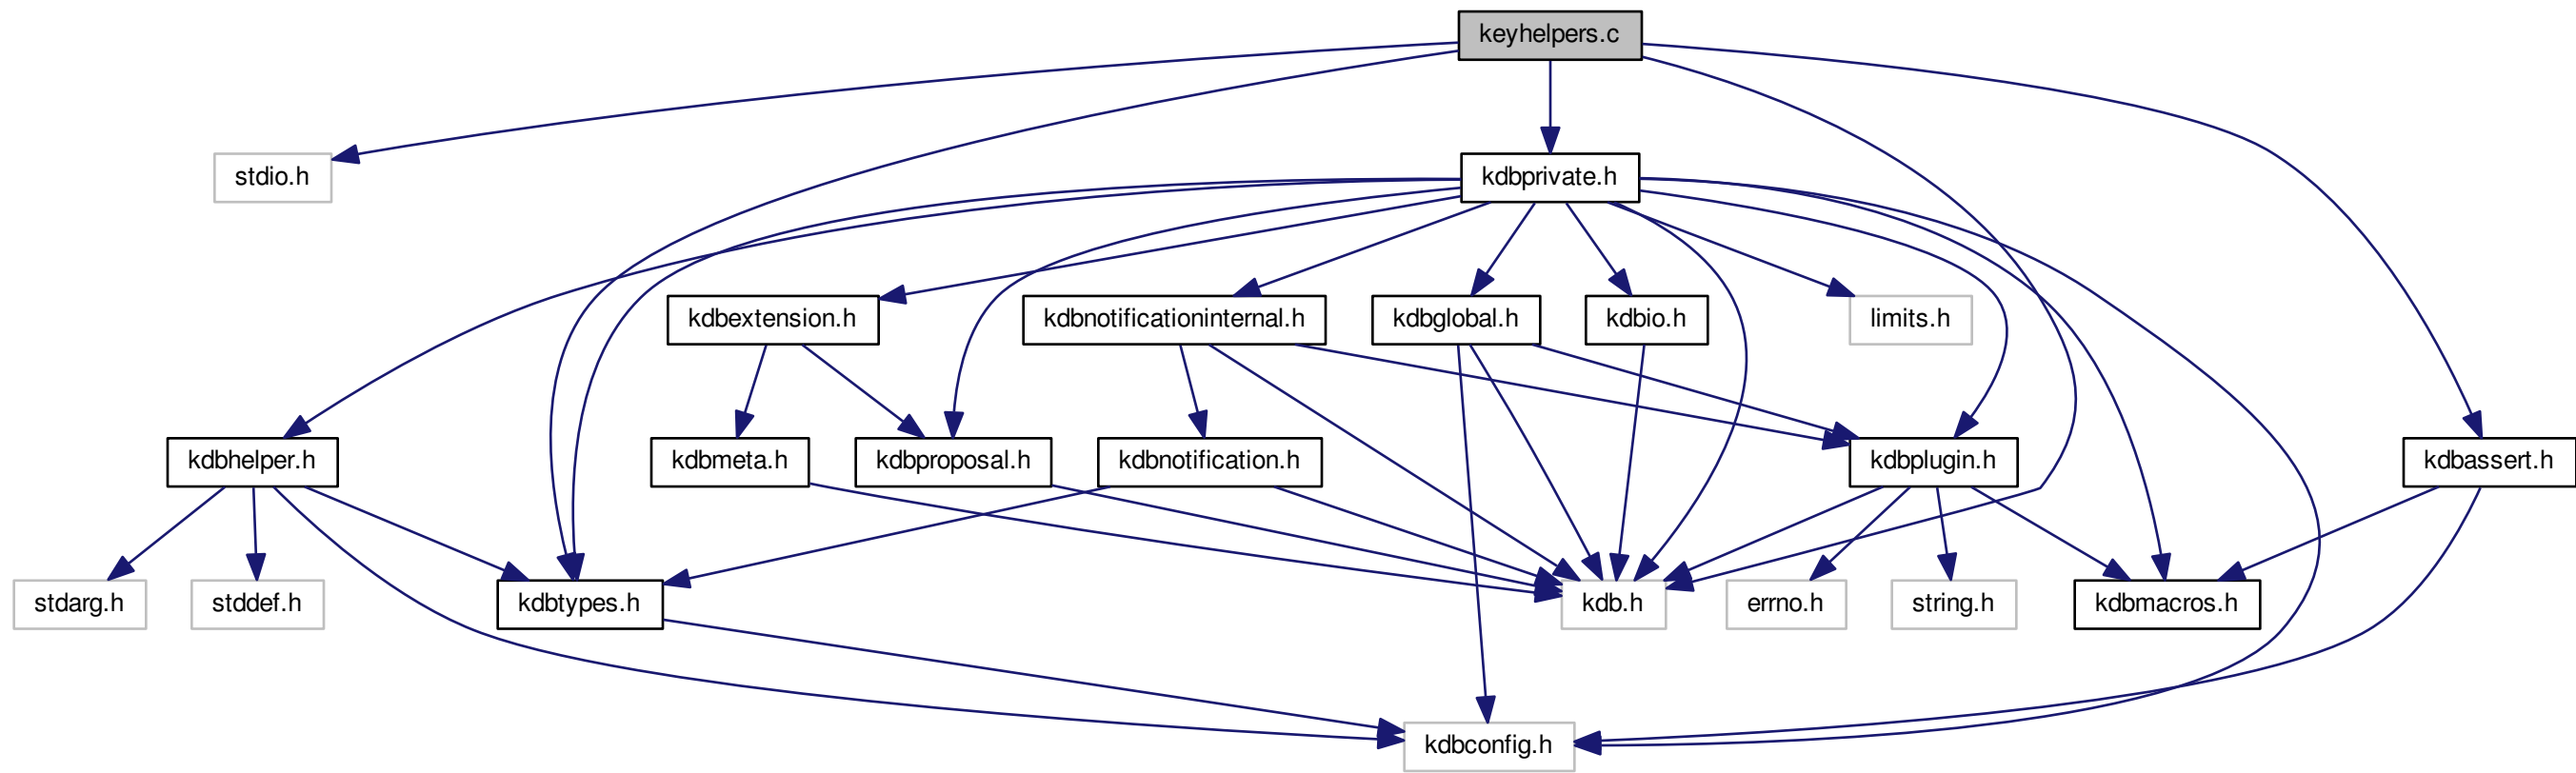 keyhelpers.c
stdio.h
kdbprivate.h
kdbextension.h
kdbnotificationinternal.h
kdbglobal.h
kdbio.h
limits.h
kdbhelper.h
kdbmeta.h
kdbproposal.h
kdbnotification.h
kdbplugin.h
kdbassert.h
stdarg.h
stddef.h
kdbtypes.h
kdb.h
errno.h
string.h
kdbmacros.h
kdbconfig.h